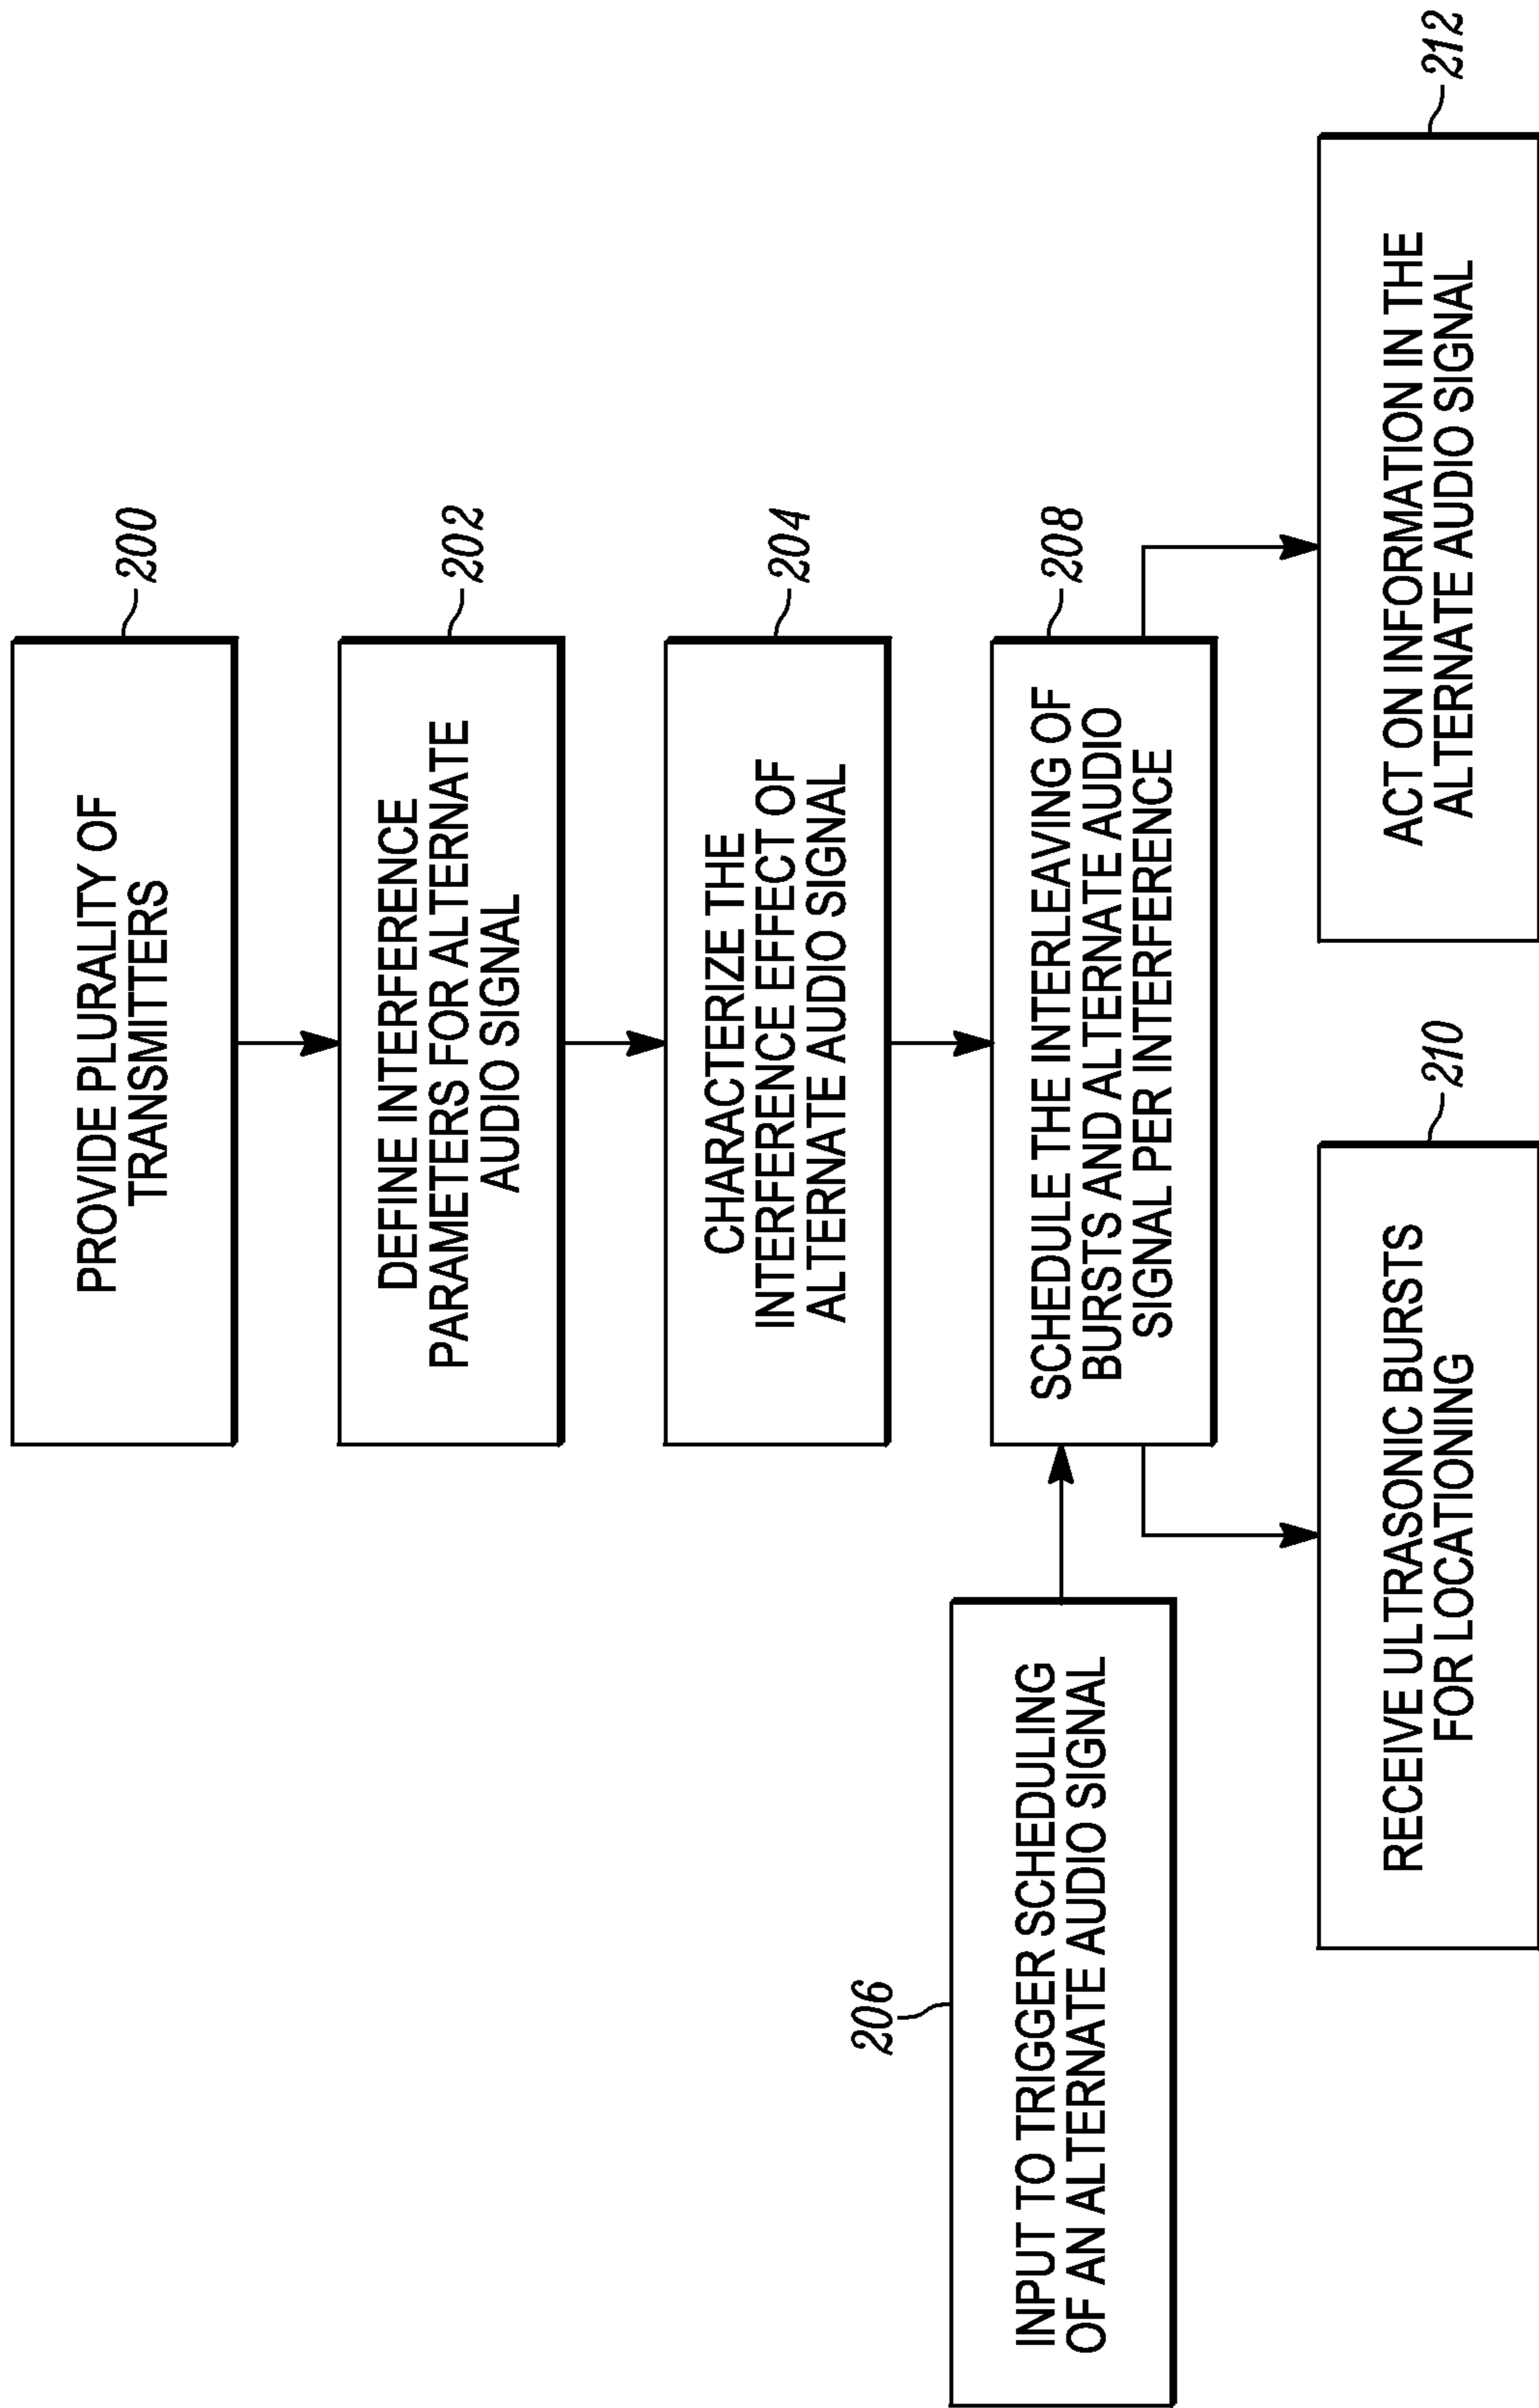 PROVIDE PLURALITY OF
TRANSMITTERS
200
DEFINE INTERFERENCE
PARAMETERS FOR ALTERNATE
AUDIO SIGNAL
202
CHARACTERIZE THE
INTERFERENCE EFFECT OF
ALTERNATE AUDIO SIGNAL
204
206
INPUT TO TRIGGER SCHEDULING
OF AN ALTERNATE AUDIO SIGNAL
SCHEDULE THE INTERLEAVING OF
BURSTS AND ALTERNATE AUDIO
SIGNAL PER INTERFERENCE
208
RECEIVE ULTRASONIC BURSTS
FOR LOCATIONING
210
ACT ON INFORMATION IN THE
ALTERNATE AUDIO SIGNAL
212